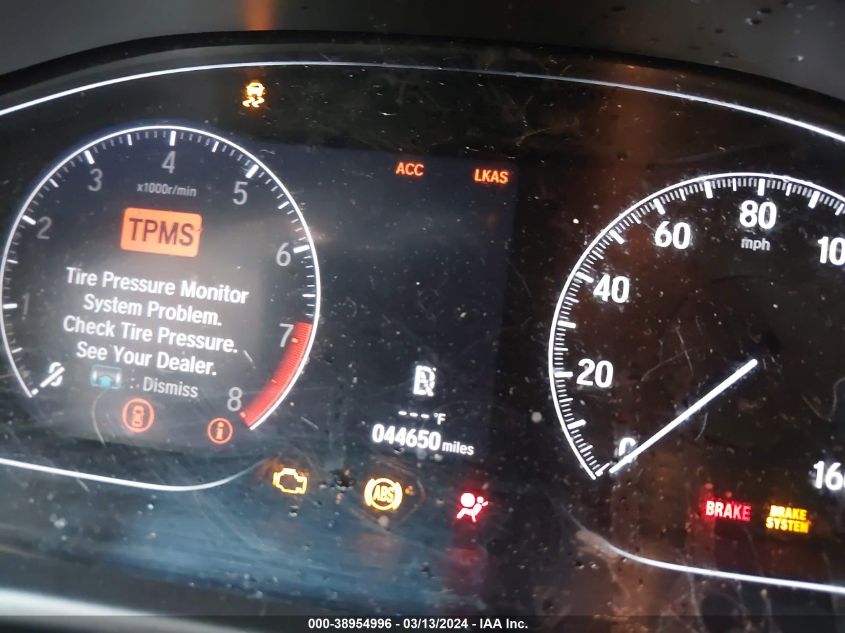 ACC LKAS
1 2 3 4 5 6 7 8
x1000r/min
TPMS
Tire Pressure Monitor
System Problem.
Check Tire Pressure.
See Your Dealer.
: Dismiss
i
R
---°F
044650 miles
ABS
0 20 40 60 80
mph
BRAKE
BRAKE
SYSTEM
000-38954996 - 03/13/2024 - IAA Inc.